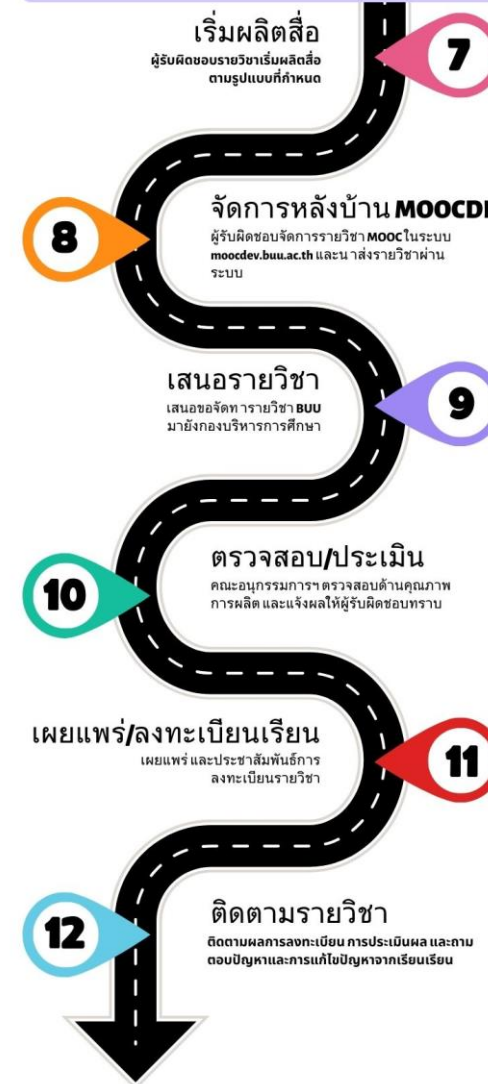 เริ่มผลิตสื่อ
ผู้รับผิดชอบรายวิชาเริ่มผลิตสื่อ
ตามรูปแบบที่กำหนด
7
8
จัดการหลังบ้าน MOOCDE
ผู้รับผิดชอบจัดการรายวิชา MOOC ในระบบ
moocdev.buu.ac.th และน าส่งรายวิชาผ่าน
ระบบ
เสนอรายวิชา
เสนอขอจัดท ารายวิชา BUU
มายังกองบริหารการศึกษา
9
10
ตรวจสอบ/ประเมิน
คณะอนุกรรมการฯ ตรวจสอบด้านคุณภาพ
การผลิต และแจ้งผลให้ผู้รับผิดชอบทราบ
เผยแพร่/ลงทะเบียนเรียน
เผยแพร่ และประชาสัมพันธ์การ
ลงทะเบียนรายวิชา
11
12
ติดตามรายวิชา
ติดตามผลการลงทะเบียน การประเมินผล และถาม
ตอบปัญหาและการแก้ไขปัญหาจากเรียนเรียน